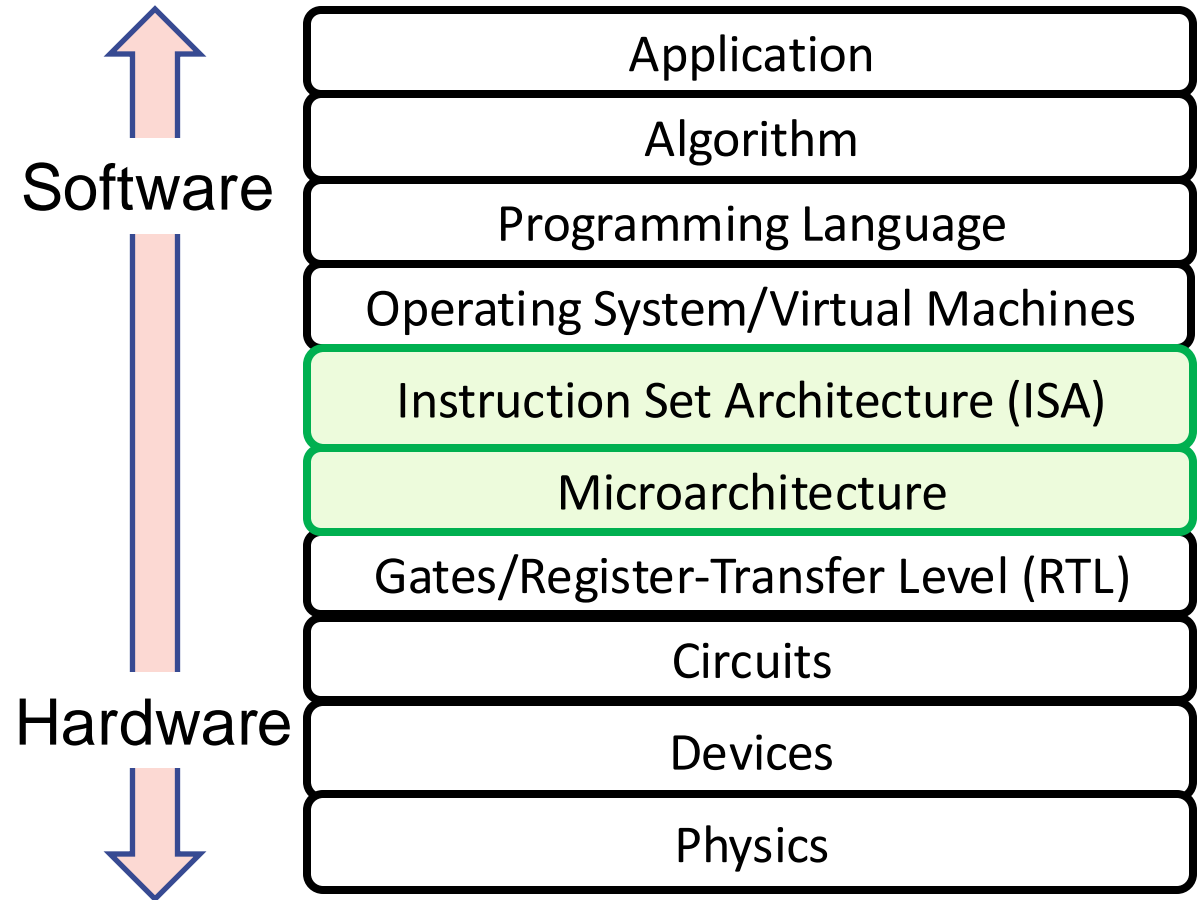 Application
Algorithm
Software
Programming Language
Operating System/Virtual Machines
Instruction Set Architecture (ISA)
Microarchitecture
Gates/Register-Transfer Level (RTL)
Circuits
Hardware
Devices
Physics